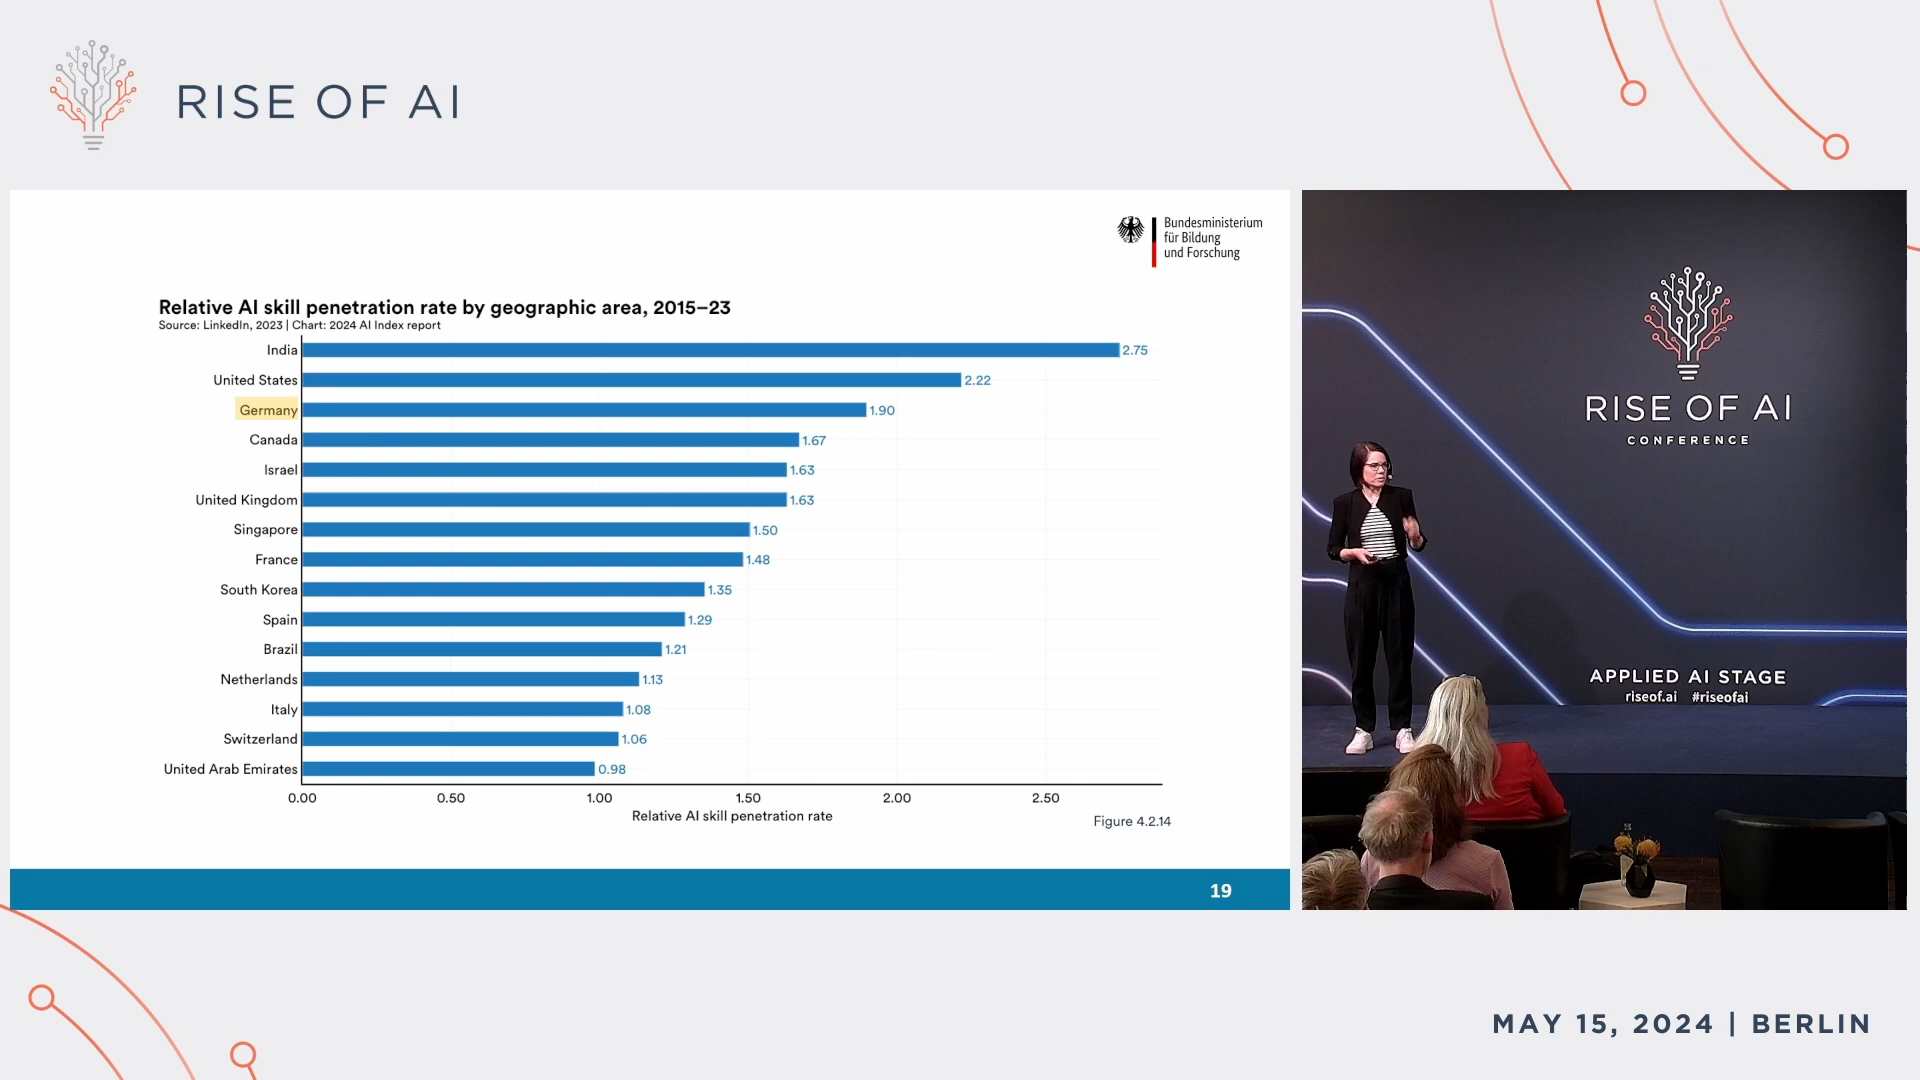 RISE OF AI
Bundesministerium
für Bildung
und Forschung
Relative AI skill penetration rate by geographic area, 2015–23
Source: LinkedIn, 2023 | Chart: 2024 AI Index report
India 2.75
United States 2.22
Germany 1.90
Canada 1.67
Israel 1.63
United Kingdom 1.63
Singapore 1.50
France 1.48
South Korea 1.35
Spain 1.29
Brazil 1.21
Netherlands 1.13
Italy 1.08
Switzerland 1.06
United Arab Emirates 0.98
0.00 0.50 1.00 1.50 2.00 2.50
Relative AI skill penetration rate
Figure 4.2.14
19
RISE OF AI
CONFERENCE
APPLIED AI STAGE
riseof.ai #riseofai
MAY 15, 2024 | BERLIN